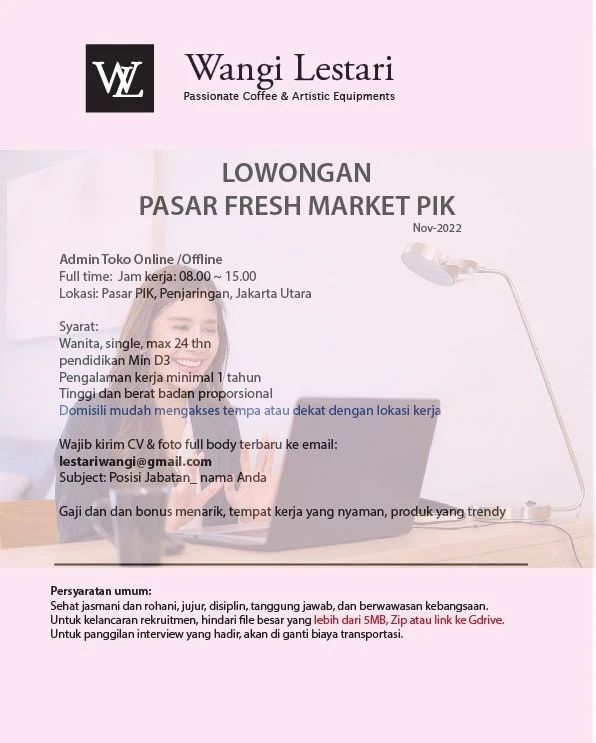 WL
Wangi Lestari
Passionate Coffee & Artistic Equipments
LOWONGAN
PASAR FRESH MARKET PIK
Nov-2022
Admin Toko Online /Offline
Full time:  Jam kerja: 08.00 ~ 15.00
Lokasi: Pasar PIK, Penjaringan, Jakarta Utara
Syarat:
Wanita, single, max 24 thn
pendidikan Min D3
Pengalaman kerja minimal 1 tahun
Tinggi dan berat badan proporsional
Domisili mudah mengakses tempa atau dekat dengan lokasi kerja
Wajib kirim CV & foto full body terbaru ke email:
lestariwangi@gmail.com
Subject: Posisi Jabatan_ nama Anda
Gaji dan dan bonus menarik, tempat kerja yang nyaman, produk yang trendy
Persyaratan umum:
Sehat jasmani dan rohani, jujur, disiplin, tanggung jawab, dan berwawasan kebangsaan.
Untuk kelancaran rekruitmen, hindari file besar yang lebih dari 5MB, Zip atau link ke Gdrive.
Untuk panggilan interview yang hadir, akan di ganti biaya transportasi.